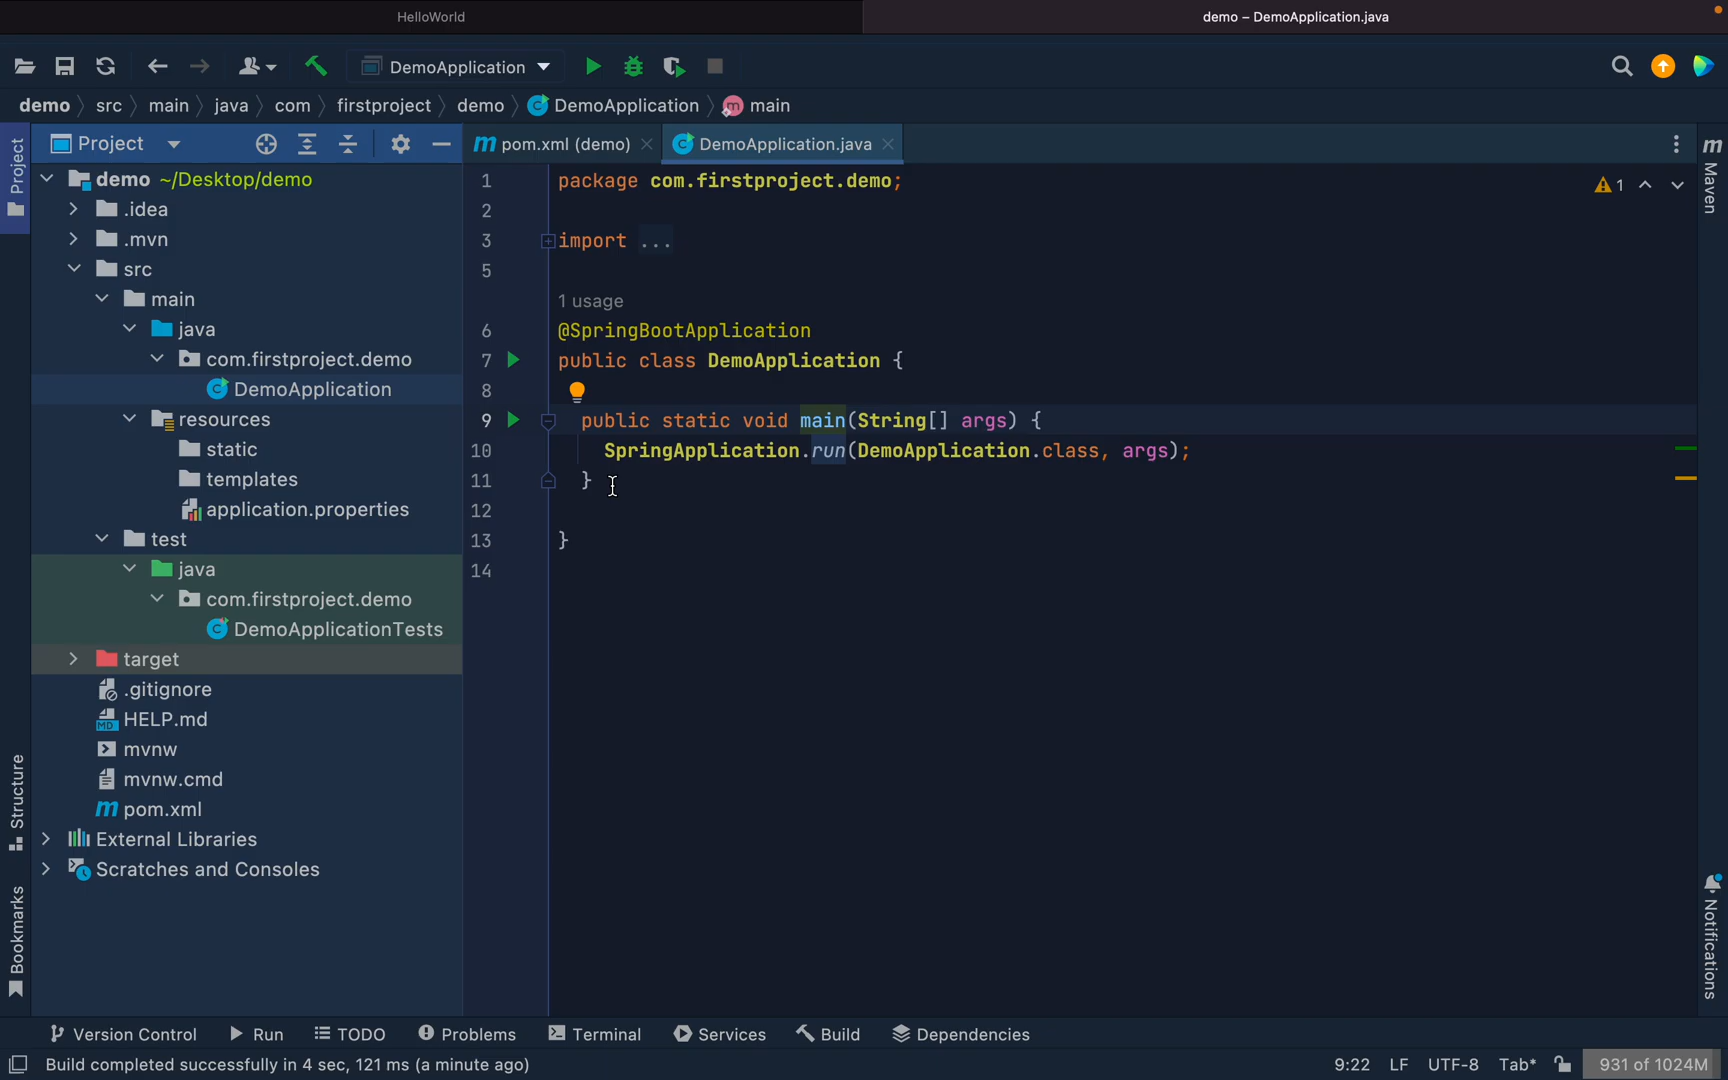 HelloWorld
demo – DemoApplication.java
DemoApplication
demo
src
main
java
com
firstproject
demo
DemoApplication
main
Project
Project
pom.xml (demo)
DemoApplication.java
Maven
demo ~/Desktop/demo
.idea
.mvn
src
main
java
com.firstproject.demo
DemoApplication
resources
static
templates
application.properties
test
java
com.firstproject.demo
DemoApplicationTests
target
.gitignore
HELP.md
mvnw
mvnw.cmd
pom.xml
External Libraries
Scratches and Consoles
1 package com.firstproject.demo;
1
2
3 import ...
5
1 usage
6 @SpringBootApplication
7 public class DemoApplication {
8
9 public static void main(String[] args) {
10 SpringApplication.run(DemoApplication.class, args);
11 }
12
13 }
14
Structure
Bookmarks
Notifications
Version Control
Run
TODO
Problems
Terminal
Services
Build
Dependencies
Build completed successfully in 4 sec, 121 ms (a minute ago)
9:22
LF
UTF-8
Tab*
931 of 1024M